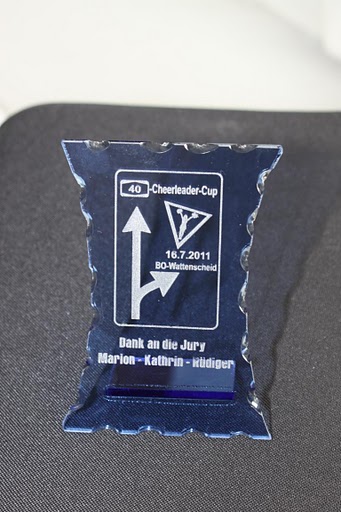 40 -Cheerleader-Cup
16.7.2011
BO-Wattenscheid
Dank an die Jury
Marion - Kathrin - Rüdiger